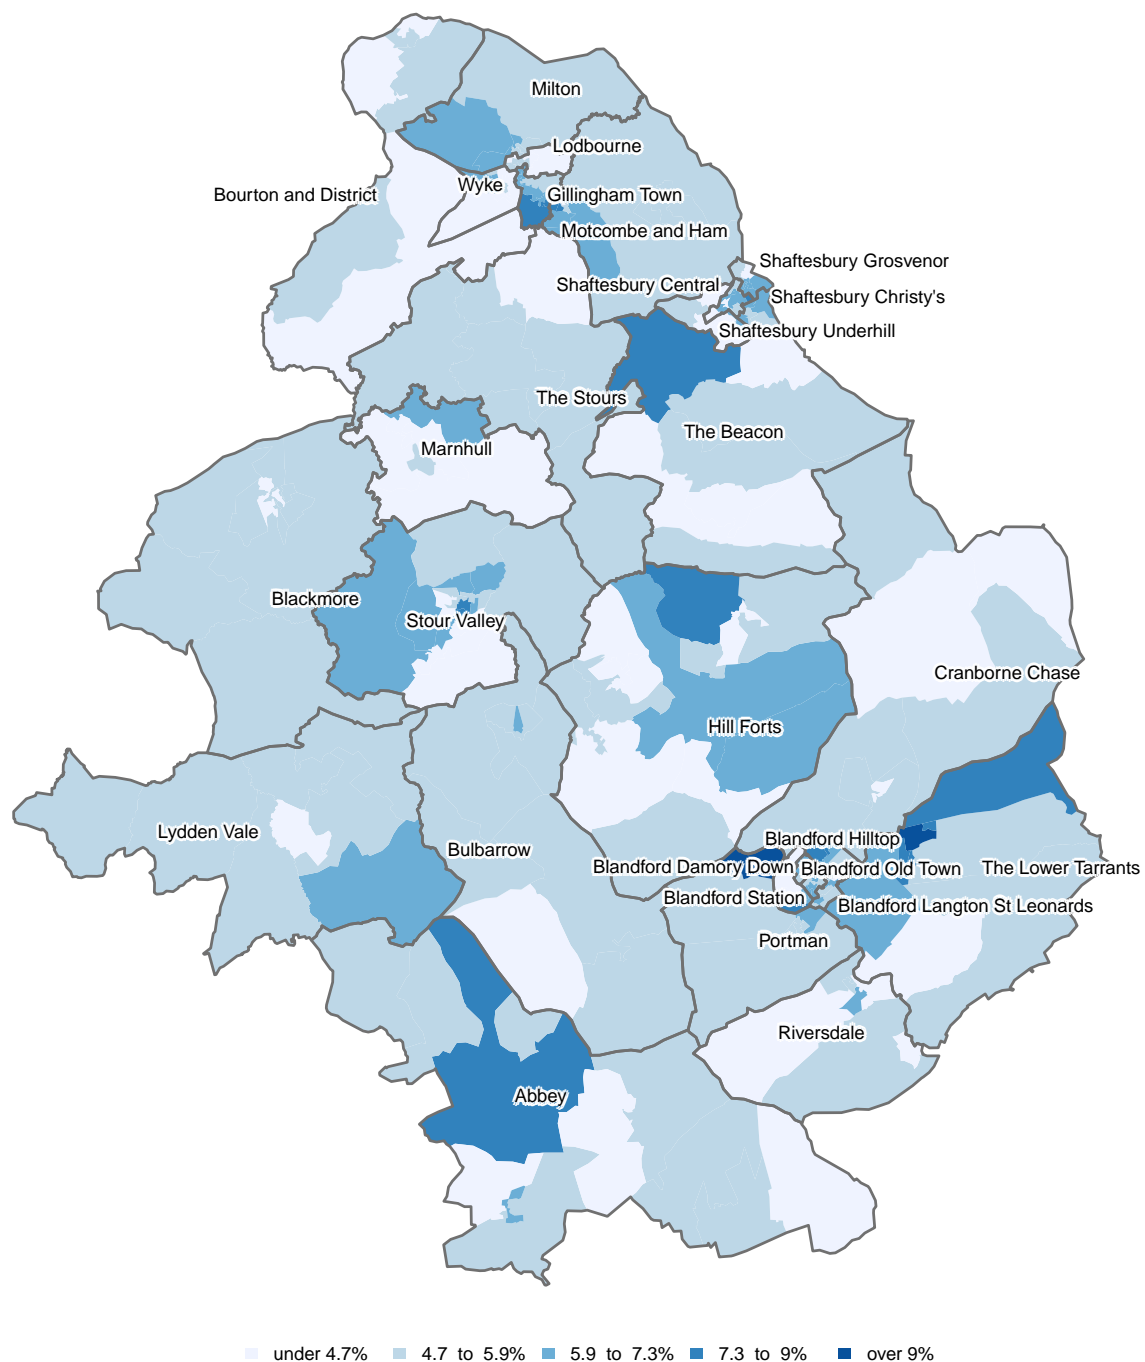 Milton
Lodbourne
Wyke
Bourton and District
Gillingham Town
Motcombe and Ham
Shaftesbury Grosvenor
Shaftesbury Central
Shaftesbury Christy's
Shaftesbury Underhill
The Stours
The Beacon
Marnhull
Blackmore
Stour Valley
Cranborne Chase
Hill Forts
Lydden Vale
Blandford Hilltop
Bulbarrow
Blandford Damory Down
Blandford Old Town
The Lower Tarrants
Blandford Station
Blandford Langton St Leonards
Portman
Riversdale
Abbey
under 4.7%
4.7 to 5.9%
5.9 to 7.3%
7.3 to 9%
over 9%